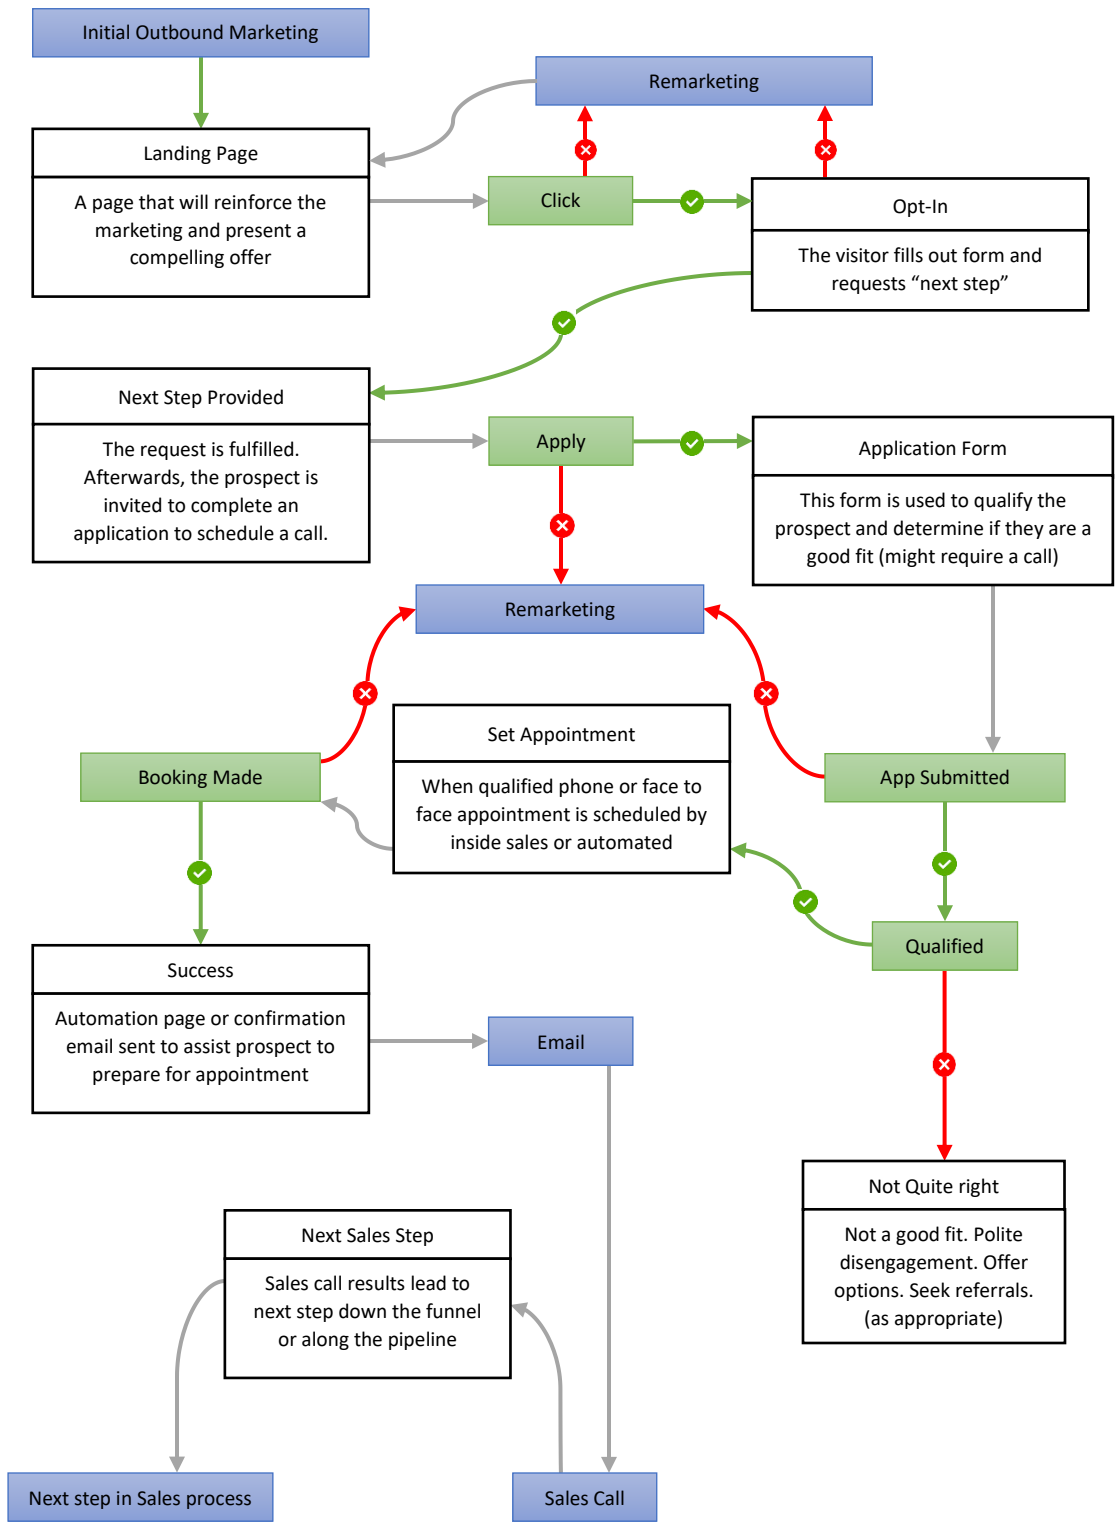 Initial Outbound Marketing
Remarketing
Landing Page
A page that will reinforce the
marketing and present a
compelling offer
Click
Opt-In
The visitor fills out form and
requests “next step”
Next Step Provided
The request is fulfilled.
Afterwards, the prospect is
invited to complete an
application to schedule a call.
Apply
Application Form
This form is used to qualify the
prospect and determine if they are a
good fit (might require a call)
Remarketing
Set Appointment
When qualified phone or face to
face appointment is scheduled by
inside sales or automated
Booking Made
App Submitted
Qualified
Success
Automation page or confirmation
email sent to assist prospect to
prepare for appointment
Email
Not Quite right
Not a good fit. Polite
disengagement. Offer
options. Seek referrals.
(as appropriate)
Next Sales Step
Sales call results lead to
next step down the funnel
or along the pipeline
Next step in Sales process
Sales Call